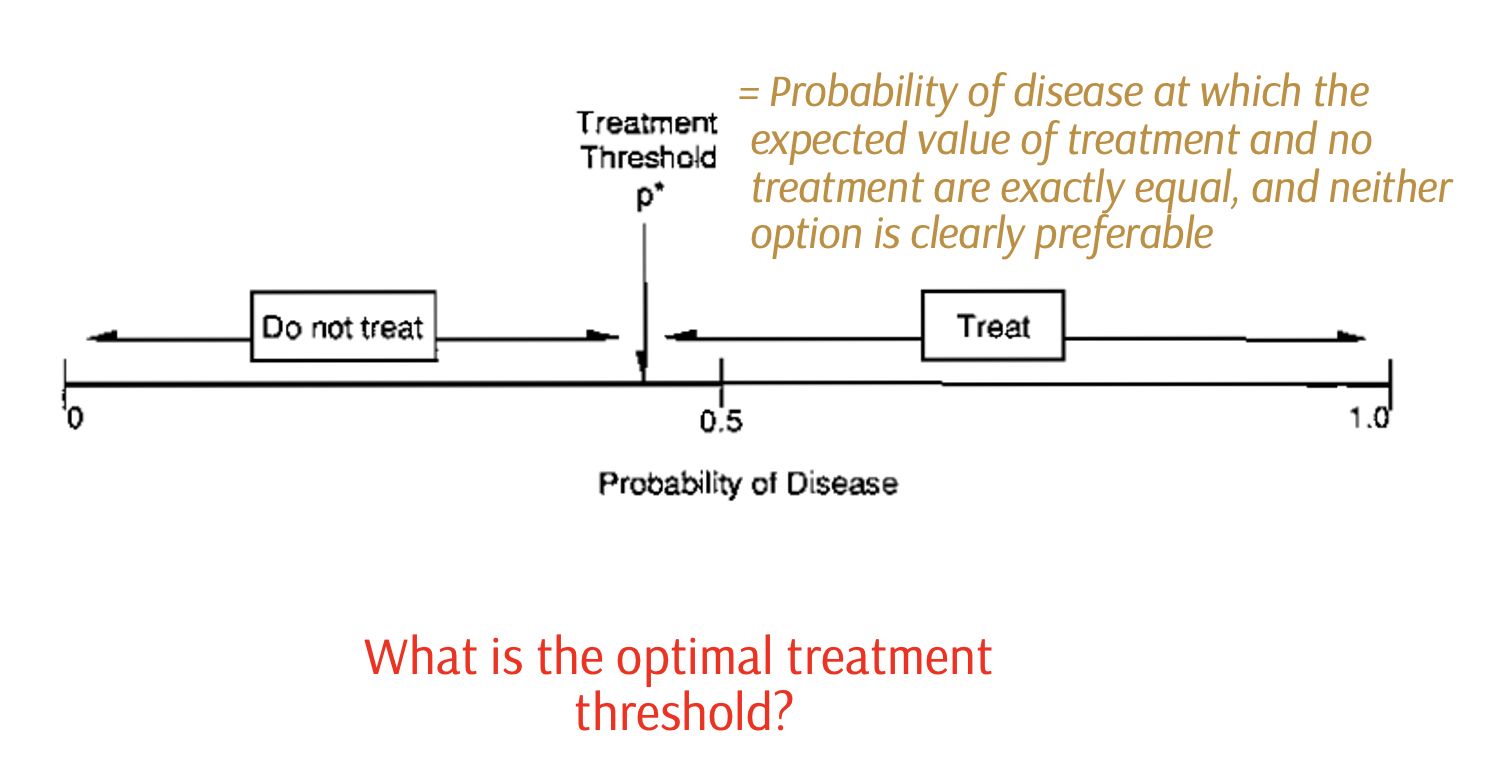 = Probability of disease at which the
expected value of treatment and no
treatment are exactly equal, and neither
option is clearly preferable
Treatment
Threshold
p*
Do not treat
Treat
0
0.5
1.0
Probability of Disease
What is the optimal treatment
threshold?